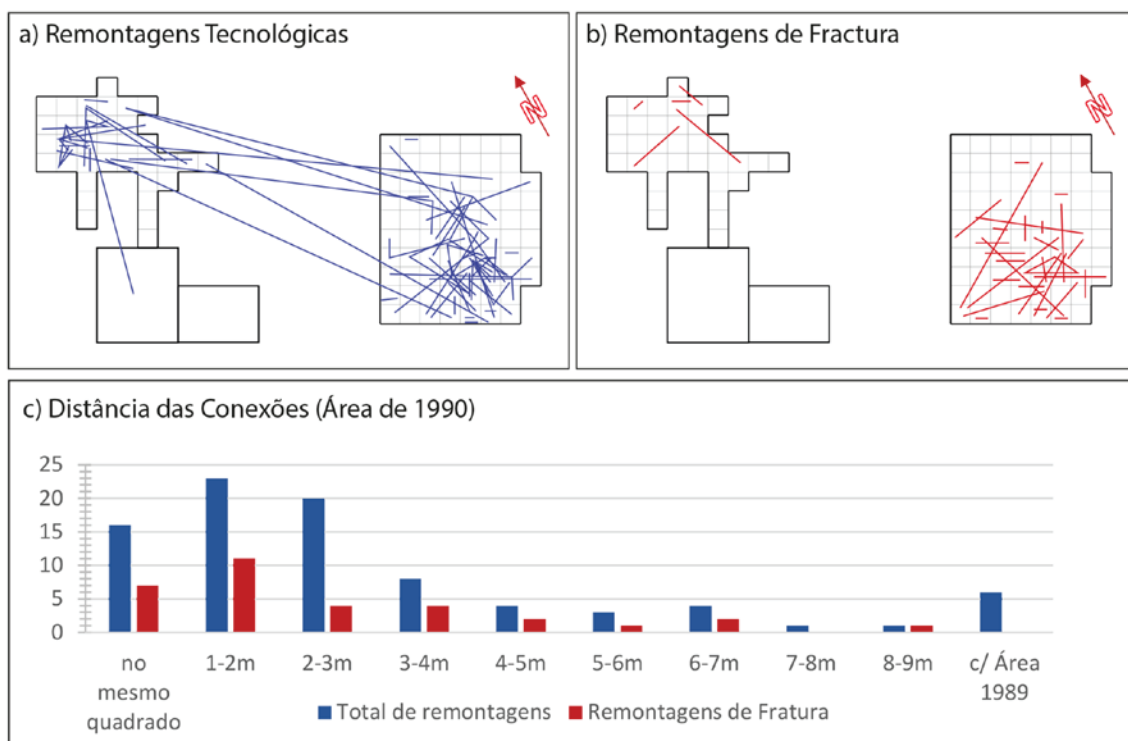 a) Remontagens Tecnológicas
N
b) Remontagens de Fractura
N
c) Distância das Conexões (Área de 1990)
25
20
15
10
5
0
no mesmo quadrado
1-2m
2-3m
3-4m
4-5m
5-6m
6-7m
7-8m
8-9m
c/ Área 1989
Total de remontagens
Remontagens de Fratura